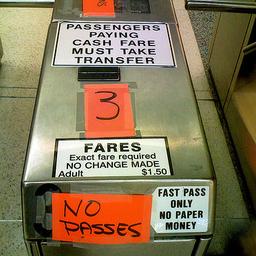 PASSENGERS
PAYING
CASH FARE
MUST TAKE
TRANSFER
3
FARES
Exact fare required
NO CHANGE MADE
Adult $1.50
NO
PASSES
FAST PASS
ONLY
NO PAPER
MONEY